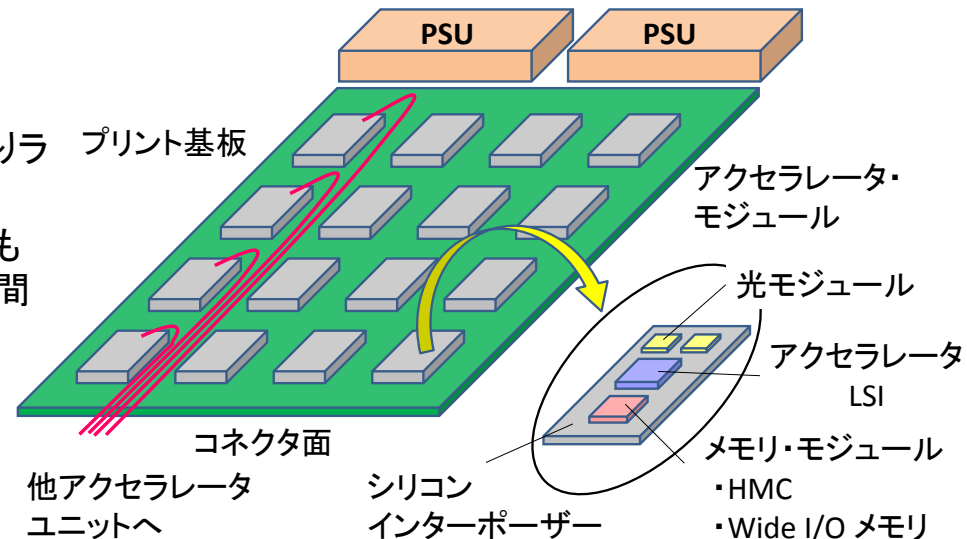 PSU
PSU
リラ
プリント基板
も
間
アクセラレータ・
モジュール
光モジュール
アクセラレータ
LSI
コネクタ面
他アクセラレータ
ユニットへ
シリコン
インターポーザー
メモリ・モジュール
・HMC
・Wide I/O メモリ